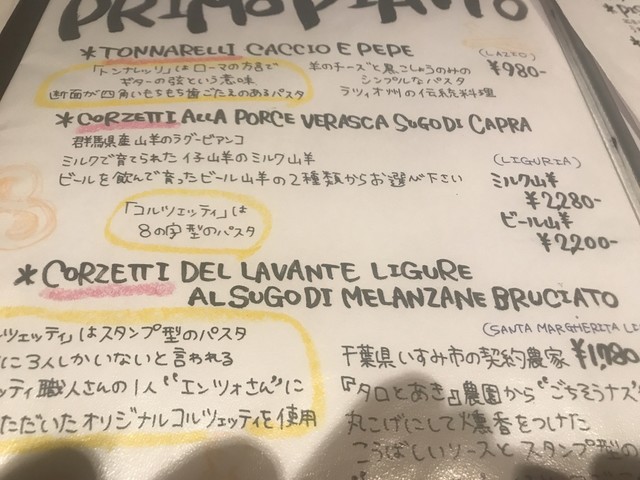 PRIMO PIATTO
*TONNARELLI CACCIO E PEPE
(LAZIO)
「トンナレッリ」はローマの方言で
ギターの弦という意味
断面が四角いもちもち歯ごたえのあるパスタ
羊のチーズと黒こしょうのみの
シンプルなパスタ
ラツィオ州の伝統料理
¥980-
*CORZETTI ALLA PORCE VERASCA SUGO DI CAPRA
群馬県産山羊のラグービアンコ
ミルクで育てられた仔山羊のミルク山羊
ビールを飲んで育ったビール山羊の2種類からお選び下さい
(LIGURIA)
ミルク山羊
¥2,280-
ビール山羊
¥2,200-
「コルツェッティ」は
8の字型のパスタ
*CORZETTI DEL LAVANTE LIGURE
AL SUGO DI MELANZANE BRUCIATO
ルツェッティ」はスタンプ型のパスタ
に3人しかいないと言われる
ッティ職人さんの1人“エンツォさん”に
ただいたオリジナルコルツェッティを使用
(SANTA MARGHERITA LI
千葉県いすみ市の契約農家
¥1,980
『タロとあき』農園から“ごちそうナス
丸こげにして燻香をつけた
こうばしいソースとスタンプ型の